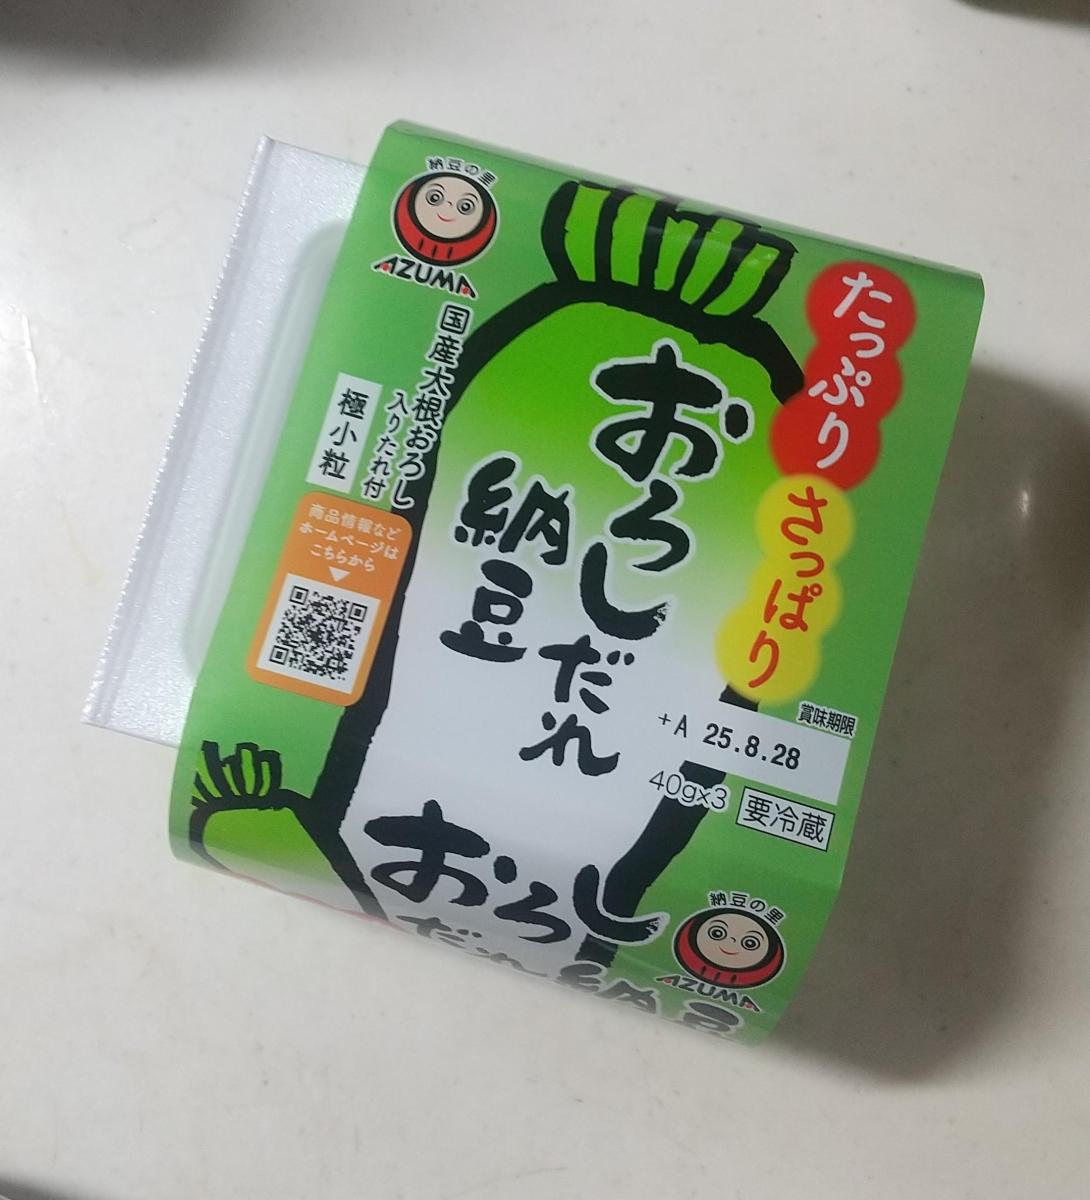 納豆の里
AZUMA
国産大根おろし
入りたれ付
極小粒
商品情報など
ホームページは
こちらから
たっぷり
さっぱり
おろしだれ
納豆
賞味期限
+A 25.8.28
40g×3
要冷蔵
おろし
だれ納豆
納豆の里
AZUMA